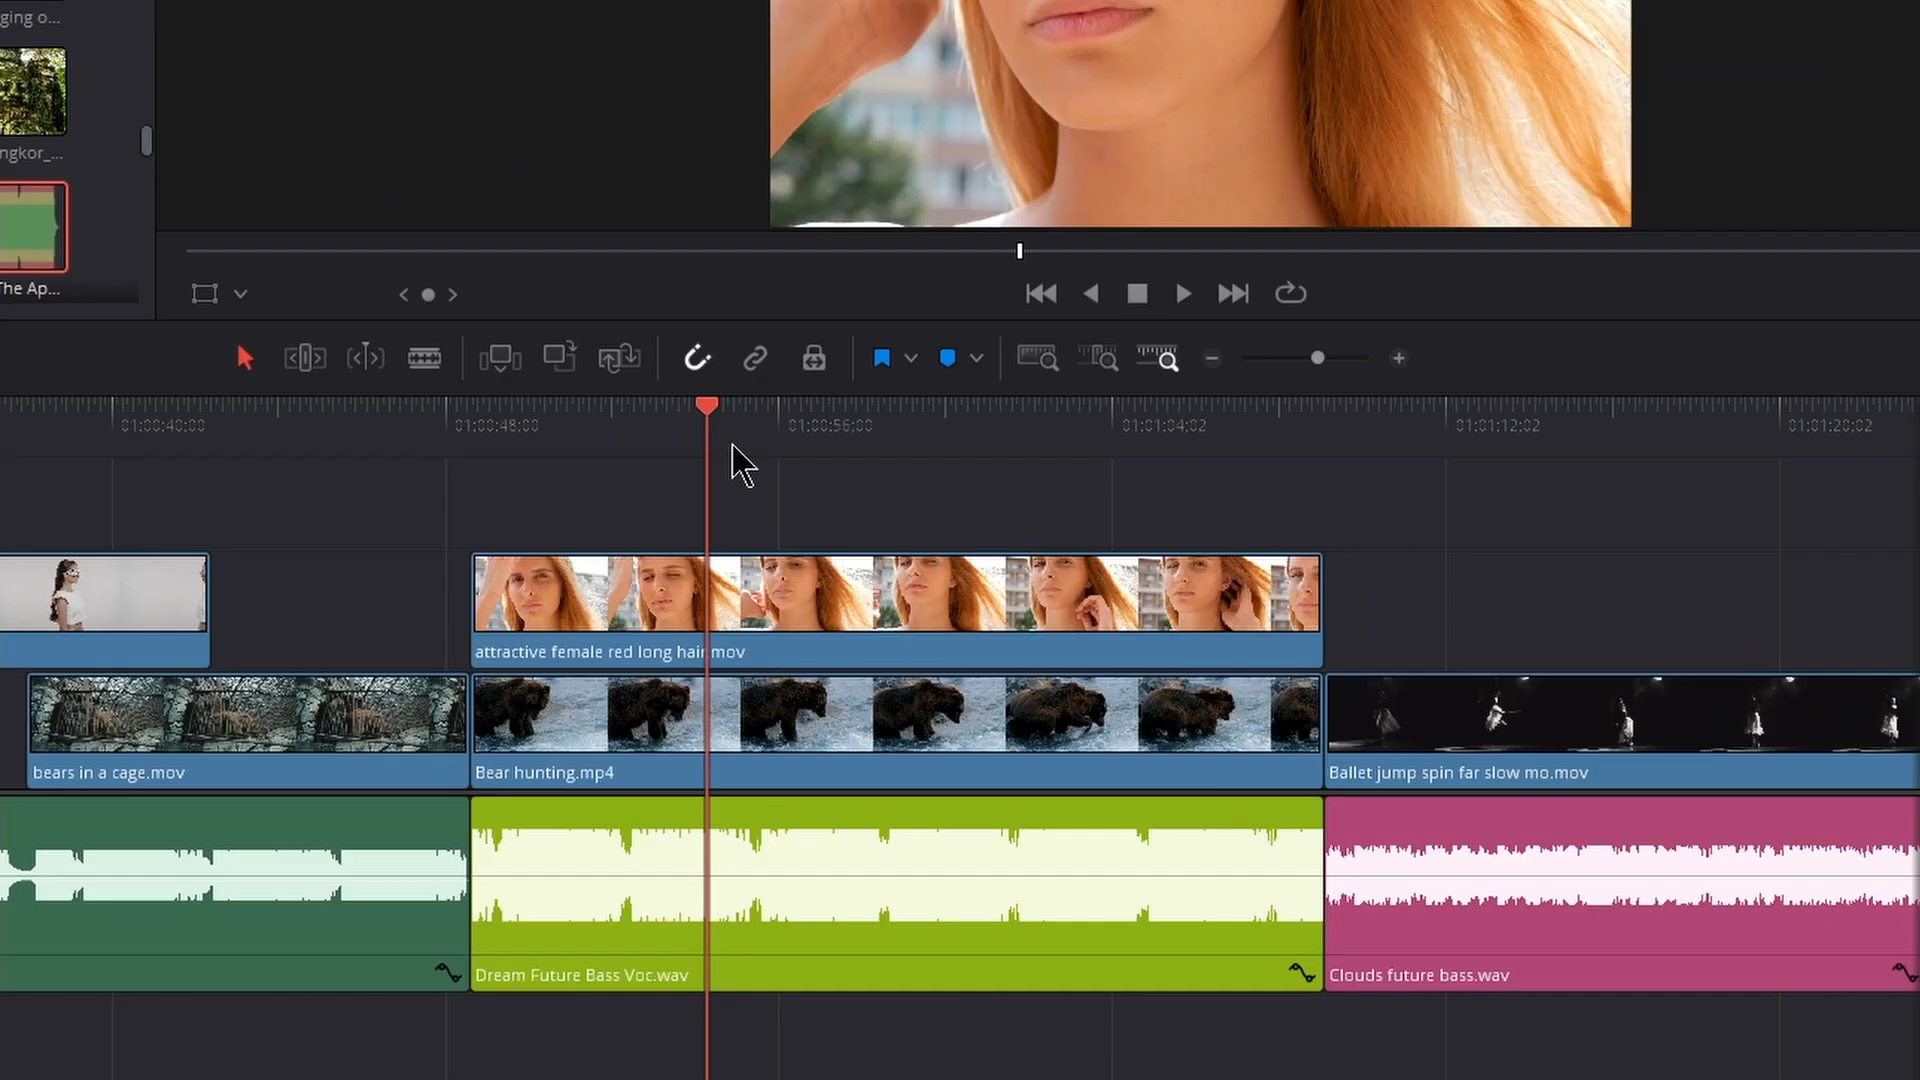 ging o...
ngkor_...
The Ap...
01:00:40;00
01:00:48;00
01:00:56;00
01:01:04;02
01:01:12;02
01:01:20;02
attractive female red long hair.mov
bears in a cage.mov
Bear hunting.mp4
Ballet jump spin far slow mo.mov
Dream Future Bass Voc.wav
Clouds future bass.wav